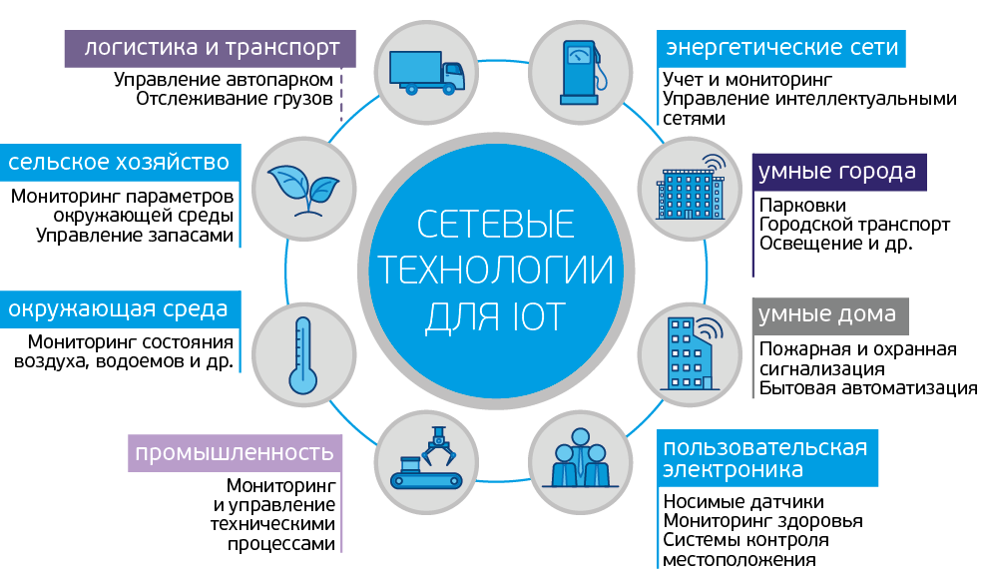 логистика и транспорт
Управление автопарком
Отслеживание грузов
энергетические сети
Учет и мониторинг
Управление интеллектуальными
сетями
сельское хозяйство
Мониторинг параметров
окружающей среды
Управление запасами
умные города
Парковки
Городской транспорт
Освещение и др.
СЕТЕВЫЕ
ТЕХНОЛОГИИ
ДЛЯ IOT
окружающая среда
Мониторинг состояния
воздуха, водоемов и др.
умные дома
Пожарная и охранная
сигнализация
Бытовая автоматизация
промышленность
Мониторинг
и управление
техническими
процессами
пользовательская
электроника
Носимые датчики
Мониторинг здоровья
Системы контроля
местоположения